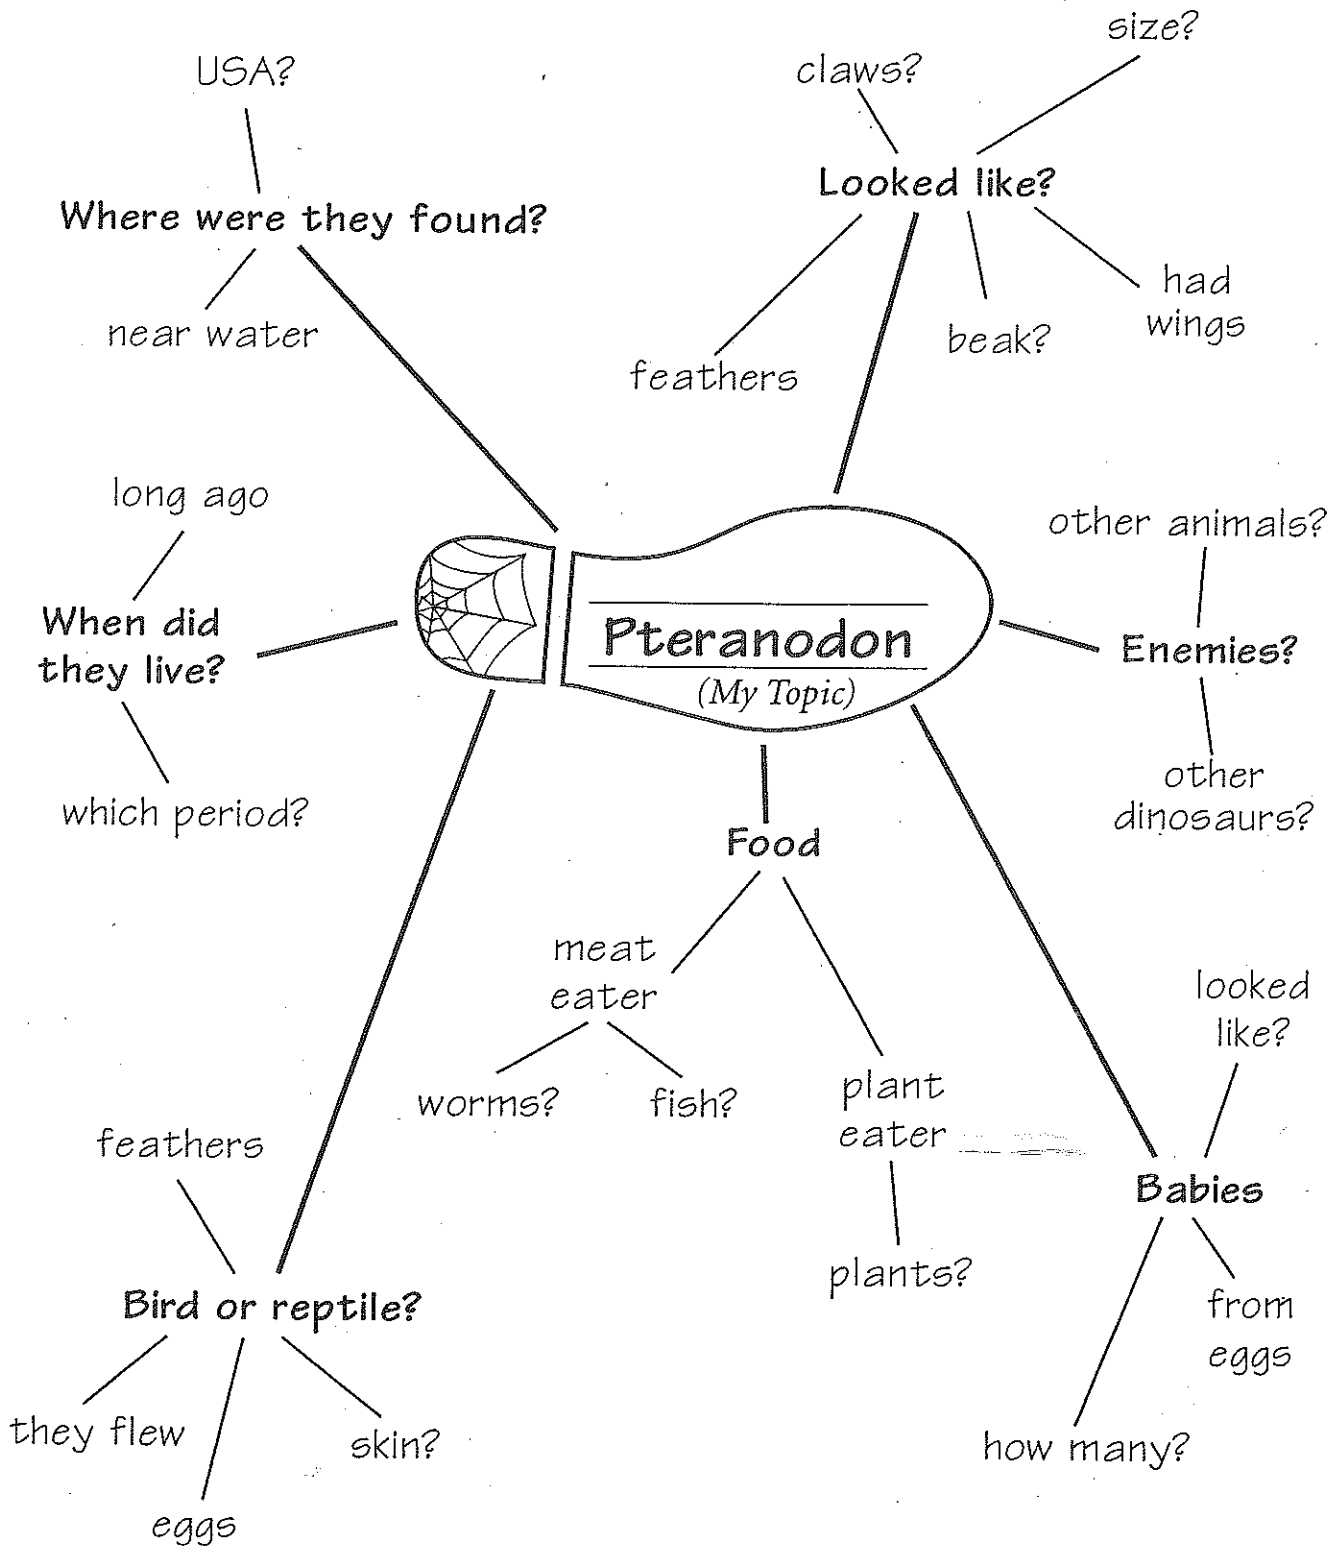 size?
claws?
USA?
Looked like?
Where were they found?
had
wings
near water
beak?
feathers
long ago
other animals?
When did
they live?
Pteranodon
(My Topic)
Enemies?
which period?
other
dinosaurs?
Food
meat
eater
worms?
fish?
plant
eater
plants?
looked
like?
Babies
from
eggs
how many?
feathers
Bird or reptile?
they flew
skin?
eggs